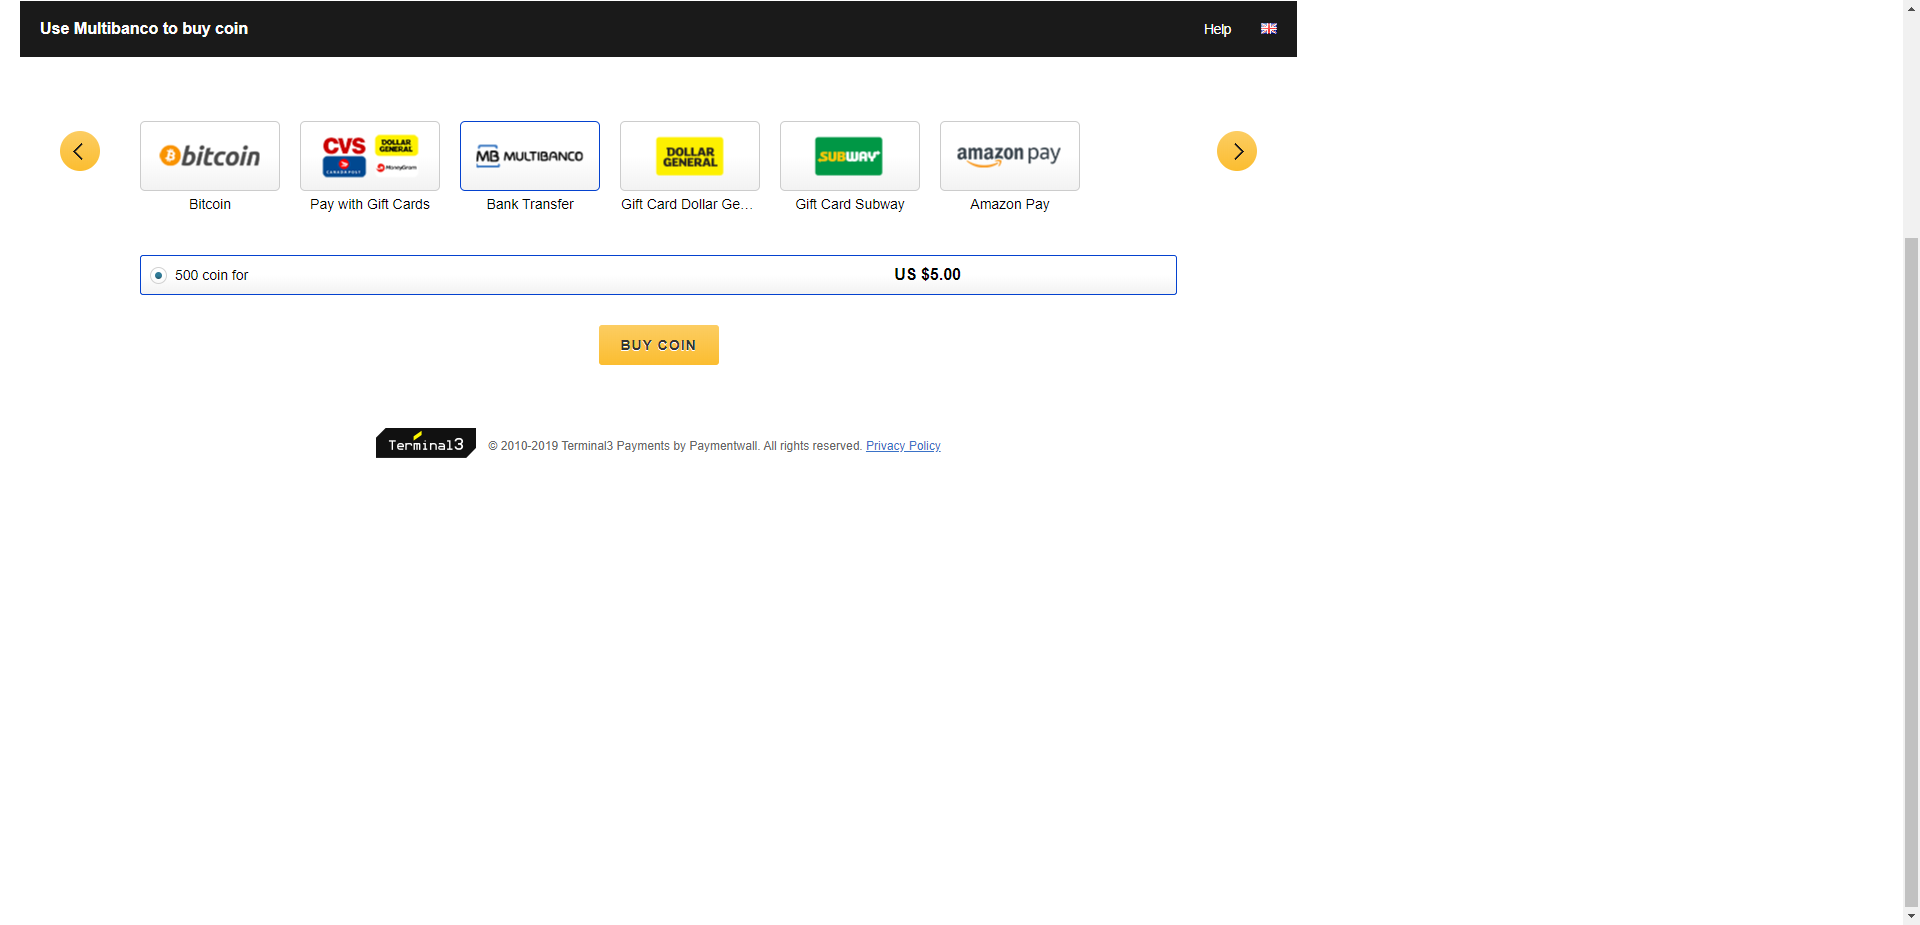 Use Multibanco to buy coin
Help
bitcoin
CVS
DOLLAR GENERAL
CANADA POST
MoneyGram
MB MULTIBANCO
DOLLAR
GENERAL
SUBWAY
amazon pay
Bitcoin
Pay with Gift Cards
Bank Transfer
Gift Card Dollar Ge...
Gift Card Subway
Amazon Pay
500 coin for
US $5.00
BUY COIN
Terminal3
© 2010-2019 Terminal3 Payments by Paymentwall. All rights reserved. Privacy Policy